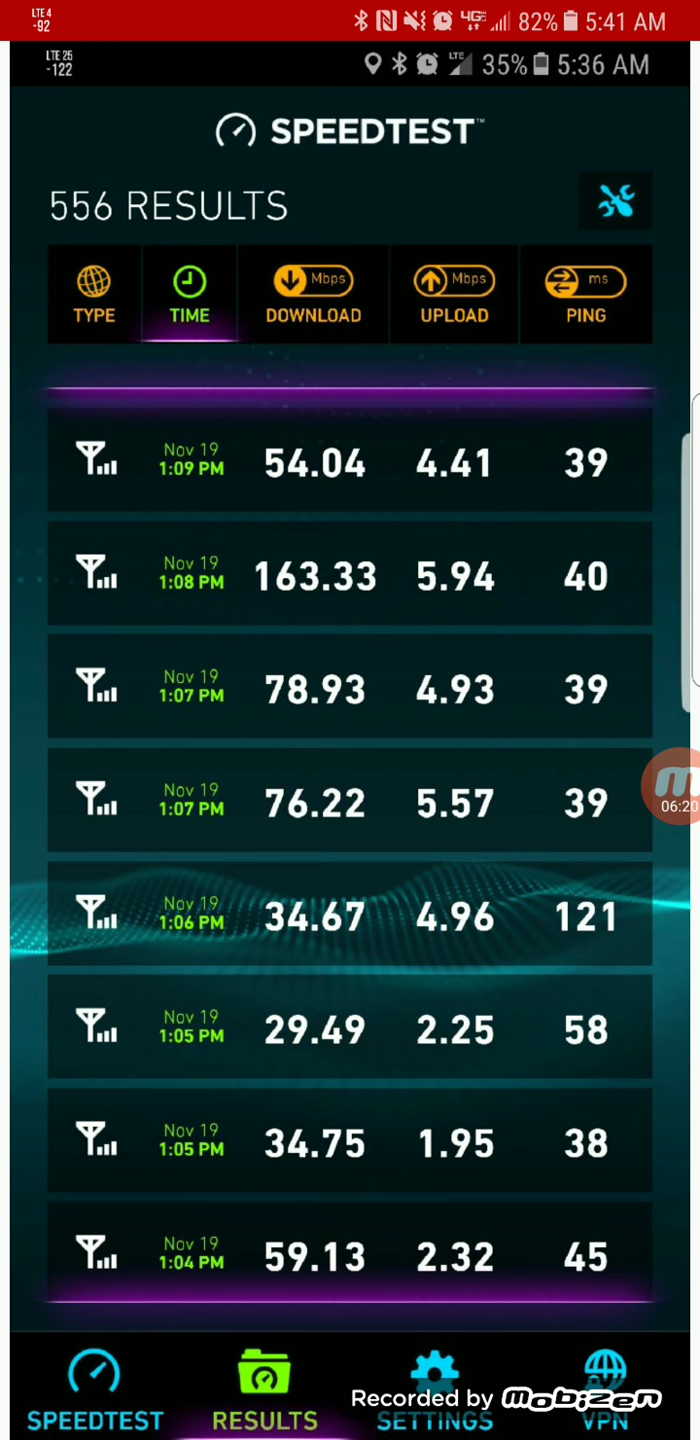 LTE 4
-92
4G LTE 82% 5:41 AM
LTE 25
-122
LTE 35% 5:36 AM
SPEEDTEST™
556 RESULTS
Mbps Mbps ms
TYPE TIME DOWNLOAD UPLOAD PING
Nov 19
1:09 PM 54.04 4.41 39
Nov 19
1:08 PM 163.33 5.94 40
Nov 19
1:07 PM 78.93 4.93 39
Nov 19
1:07 PM 76.22 5.57 39
06:20
Nov 19
1:06 PM 34.67 4.96 121
Nov 19
1:05 PM 29.49 2.25 58
Nov 19
1:05 PM 34.75 1.95 38
Nov 19
1:04 PM 59.13 2.32 45
Recorded by Mobizen
SPEEDTEST RESULTS SETTINGS VPN